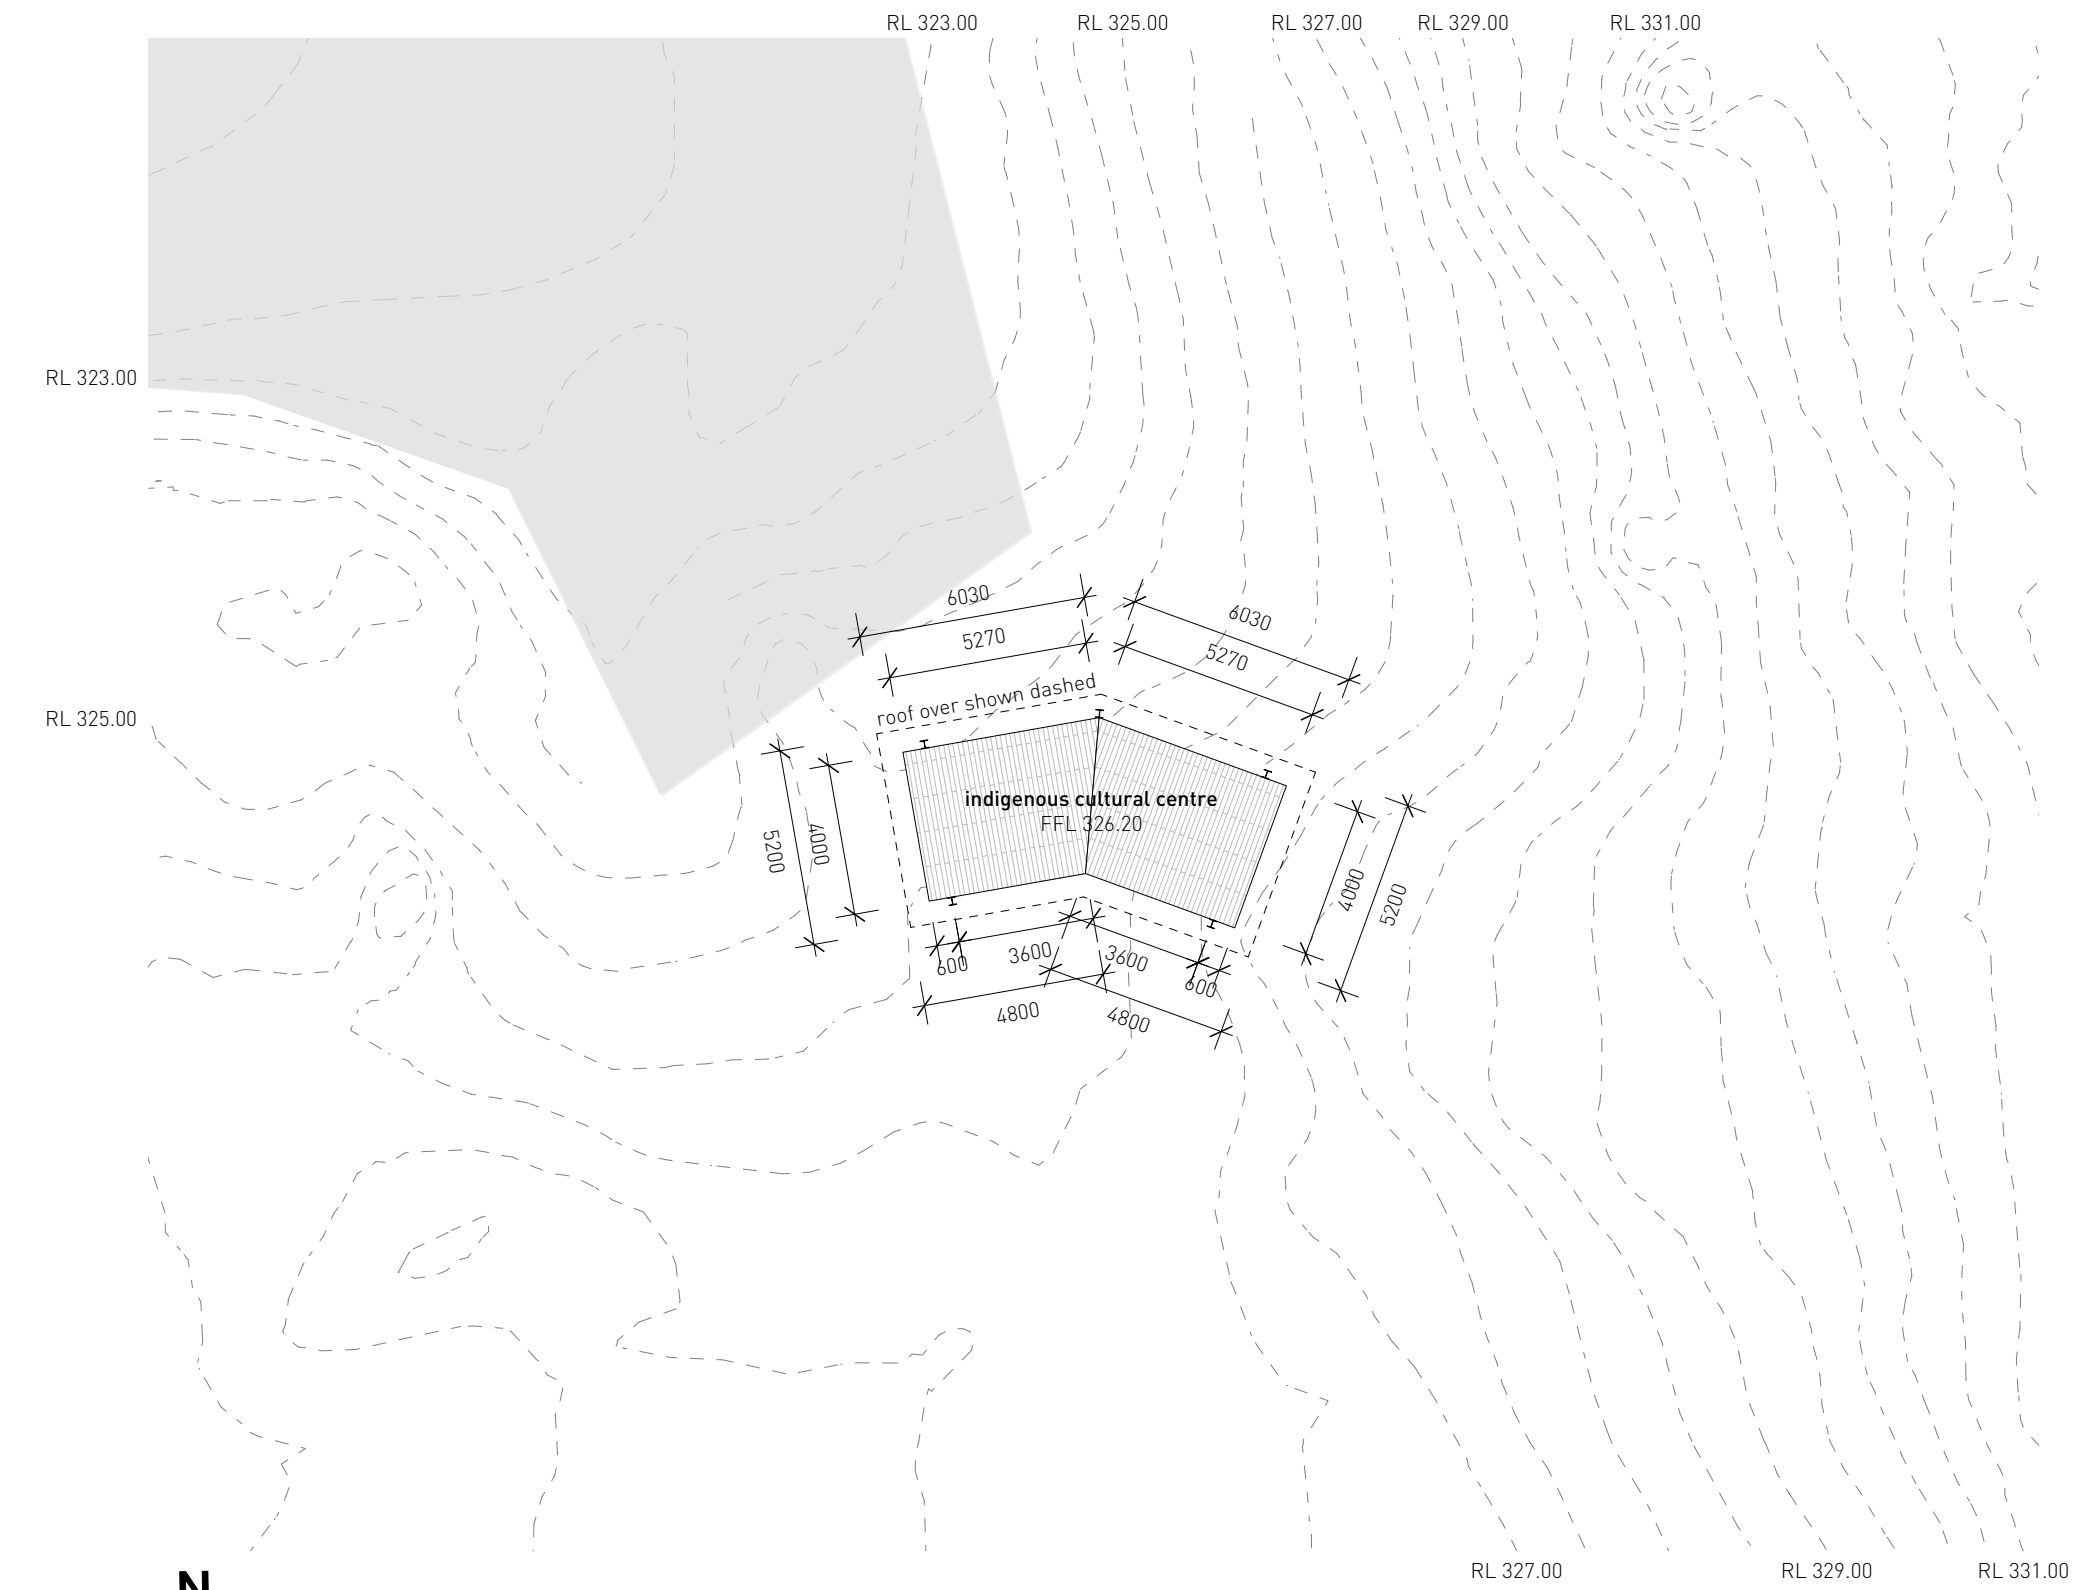 RL 323.00 RL 325.00 RL 327.00 RL 329.00 RL 331.00
RL 323.00
6030
6030
5270
5270
roof over shown dashed
RL 325.00
indigenous cultural centre
FFL 326.20
5200
4000
4000
5200
600
3600
3600
600
4800
4800
N
RL 327.00 RL 329.00 RL 331.00